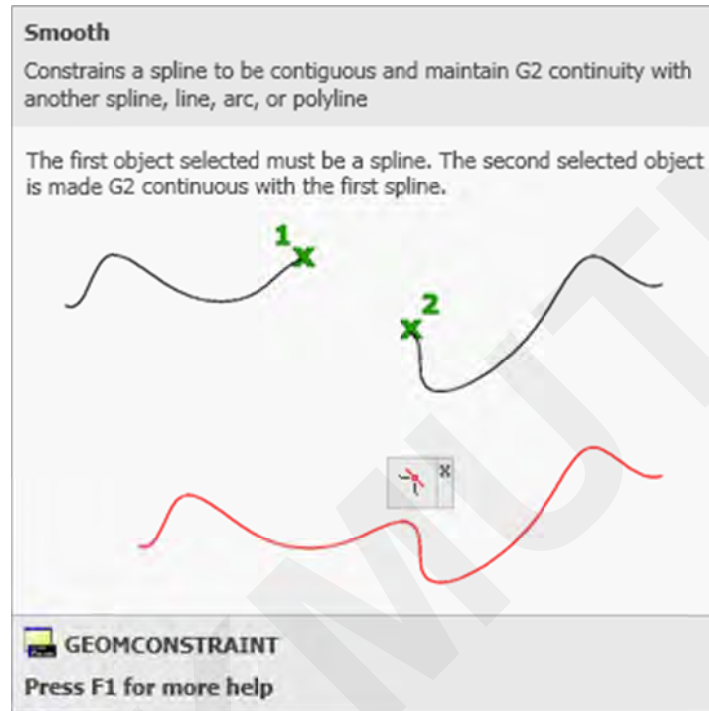 Smooth
Constrains a spline to be contiguous and maintain G2 continuity with
another spline, line, arc, or polyline
The first object selected must be a spline. The second selected object
is made G2 continuous with the first spline.
1
2
x
GEOMCONSTRAINT
Press F1 for more help